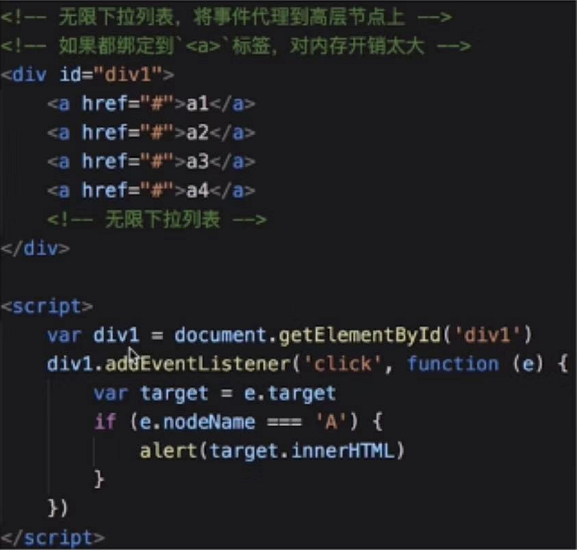 <!-- 无限下拉列表，将事件代理到高层节点上 -->
<!-- 如果都绑定到`<a>`标签，对内存开销太大 -->
<div id="div1">
    <a href="#">a1</a>
    <a href="#">a2</a>
    <a href="#">a3</a>
    <a href="#">a4</a>
    <!-- 无限下拉列表 -->
</div>

<script>
    var div1 = document.getElementById('div1')
    div1.addEventListener('click', function (e) {
        var target = e.target
        if (e.nodeName === 'A') {
            alert(target.innerHTML)
        }
    })
</script>